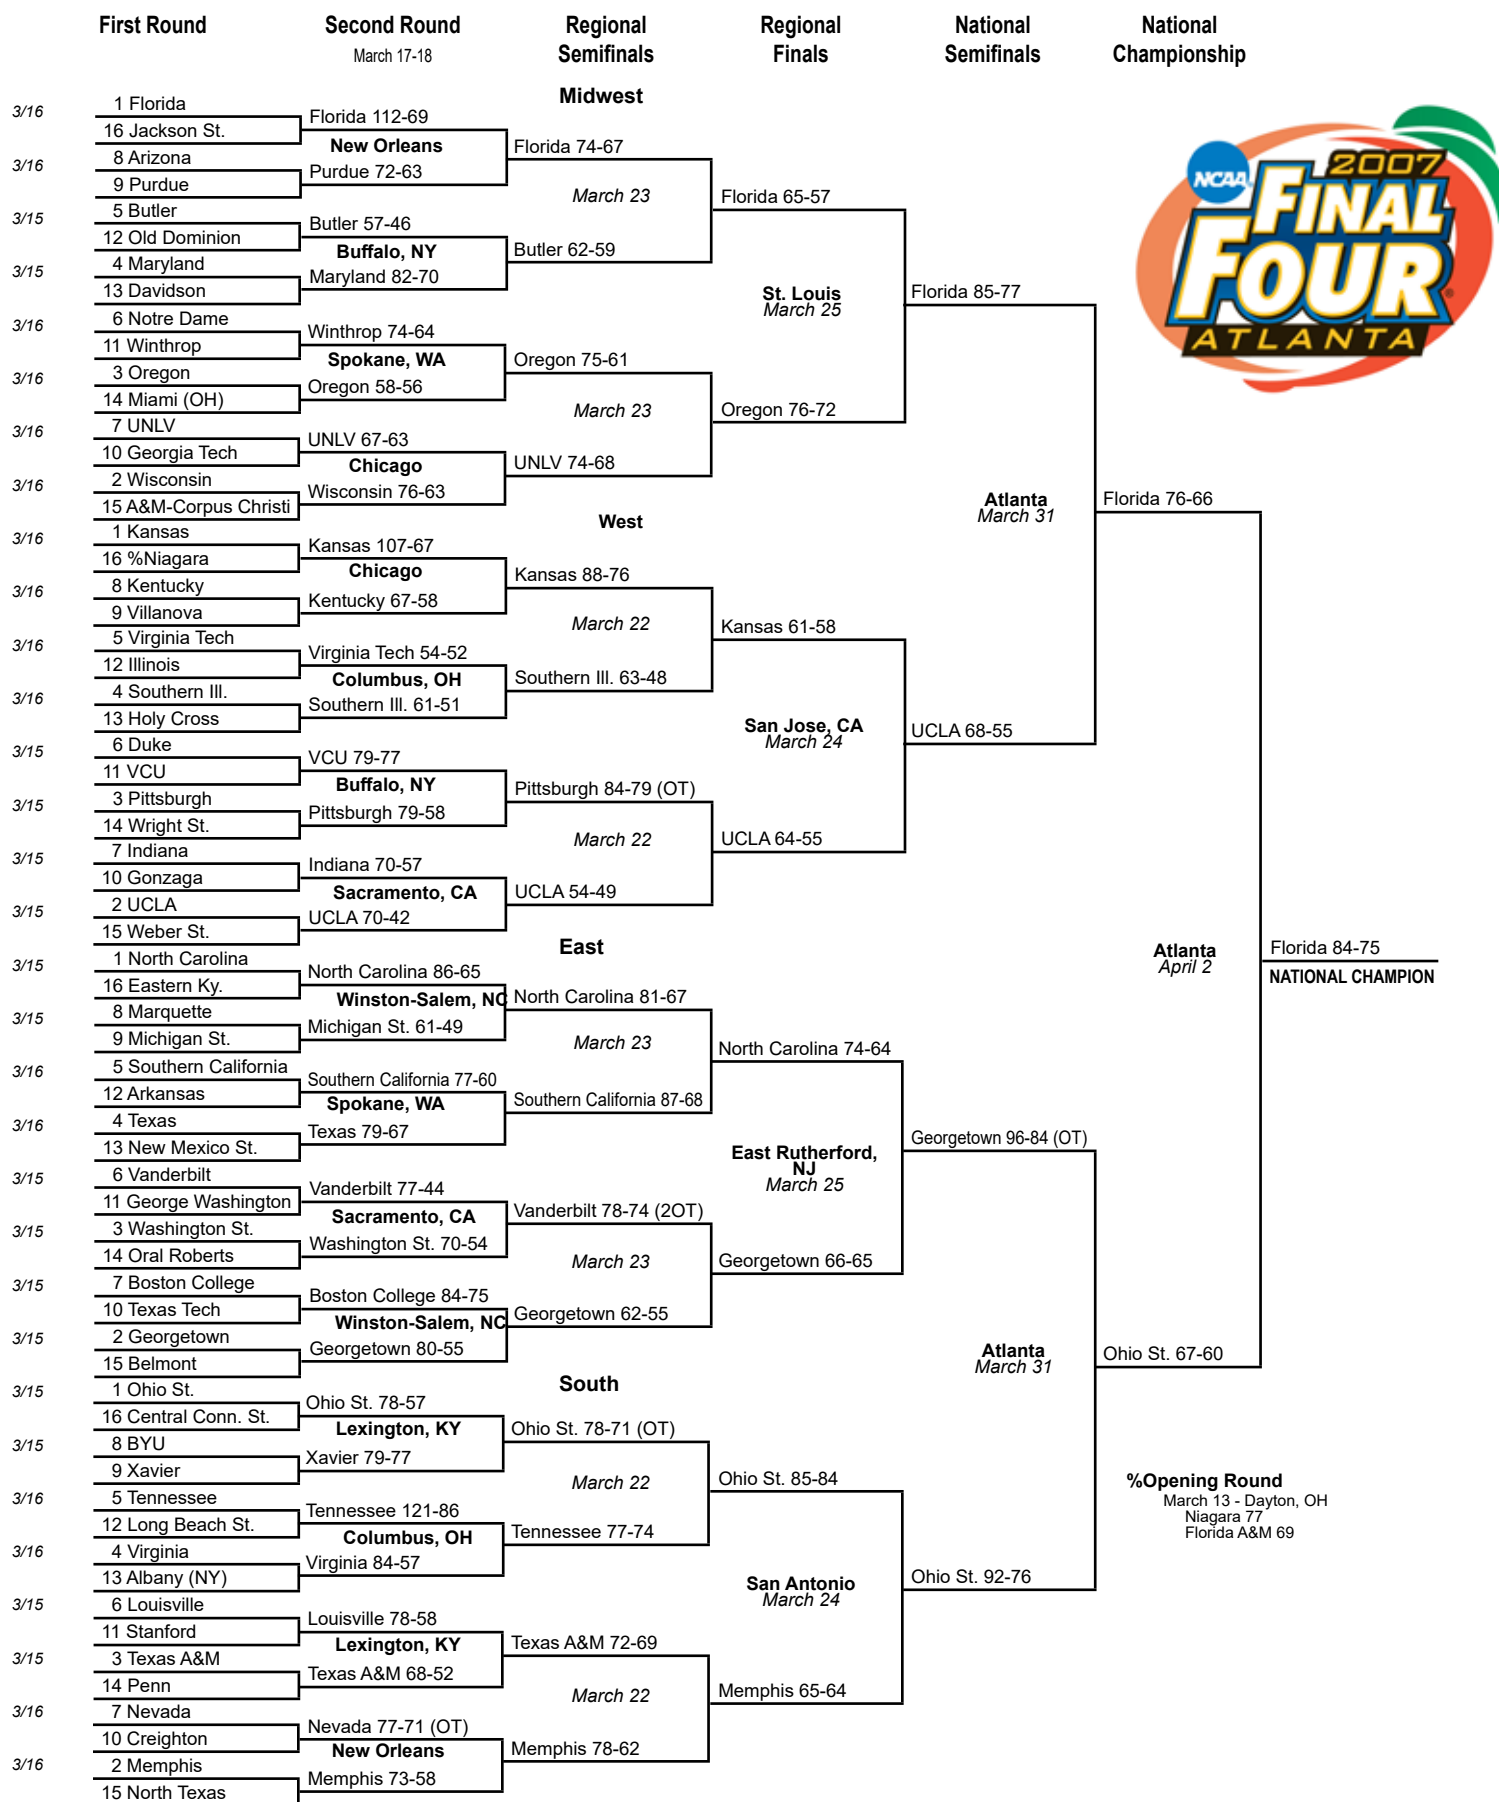 First Round
Second Round
March 17-18
Regional
Semifinals
Regional
Finals
National
Semifinals
National
Championship
NCAA
2007
FINAL
FOUR
ATLANTA
Midwest
3/16
1 Florida
16 Jackson St.
3/16
8 Arizona
9 Purdue
3/15
5 Butler
12 Old Dominion
3/15
4 Maryland
13 Davidson
3/16
6 Notre Dame
11 Winthrop
3/16
3 Oregon
14 Miami (OH)
3/16
7 UNLV
10 Georgia Tech
3/16
2 Wisconsin
15 A&M-Corpus Christi
Florida 112-69
New Orleans
Purdue 72-63
Butler 57-46
Buffalo, NY
Maryland 82-70
Winthrop 74-64
Spokane, WA
Oregon 58-56
UNLV 67-63
Chicago
Wisconsin 76-63
Florida 74-67
March 23
Butler 62-59
Oregon 75-61
March 23
UNLV 74-68
Florida 65-57
St. Louis
March 25
Oregon 76-72
Florida 85-77
West
3/16
1 Kansas
16 %Niagara
3/16
8 Kentucky
9 Villanova
3/16
5 Virginia Tech
12 Illinois
3/16
4 Southern Ill.
13 Holy Cross
3/15
6 Duke
11 VCU
3/15
3 Pittsburgh
14 Wright St.
3/15
7 Indiana
10 Gonzaga
3/15
2 UCLA
15 Weber St.
Kansas 107-67
Chicago
Kentucky 67-58
Virginia Tech 54-52
Columbus, OH
Southern Ill. 61-51
VCU 79-77
Buffalo, NY
Pittsburgh 79-58
Indiana 70-57
Sacramento, CA
UCLA 70-42
Kansas 88-76
March 22
Southern Ill. 63-48
Pittsburgh 84-79 (OT)
March 22
UCLA 54-49
Kansas 61-58
San Jose, CA
March 24
UCLA 64-55
UCLA 68-55
Atlanta
March 31
Florida 76-66
East
3/15
1 North Carolina
16 Eastern Ky.
3/15
8 Marquette
9 Michigan St.
3/16
5 Southern California
12 Arkansas
3/16
4 Texas
13 New Mexico St.
3/15
6 Vanderbilt
11 George Washington
3/15
3 Washington St.
14 Oral Roberts
3/15
7 Boston College
10 Texas Tech
3/15
2 Georgetown
15 Belmont
North Carolina 86-65
Winston-Salem, NC
Michigan St. 61-49
Southern California 77-60
Spokane, WA
Texas 79-67
Vanderbilt 77-44
Sacramento, CA
Washington St. 70-54
Boston College 84-75
Winston-Salem, NC
Georgetown 80-55
North Carolina 81-67
March 23
Southern California 87-68
Vanderbilt 78-74 (2OT)
March 23
Georgetown 62-55
North Carolina 74-64
East Rutherford,
NJ
March 25
Georgetown 66-65
Georgetown 96-84 (OT)
South
3/15
1 Ohio St.
16 Central Conn. St.
3/15
8 BYU
9 Xavier
3/16
5 Tennessee
12 Long Beach St.
3/16
4 Virginia
13 Albany (NY)
3/15
6 Louisville
11 Stanford
3/15
3 Texas A&M
14 Penn
3/16
7 Nevada
10 Creighton
3/16
2 Memphis
15 North Texas
Ohio St. 78-57
Lexington, KY
Xavier 79-77
Tennessee 121-86
Columbus, OH
Virginia 84-57
Louisville 78-58
Lexington, KY
Texas A&M 68-52
Nevada 77-71 (OT)
New Orleans
Memphis 73-58
Ohio St. 78-71 (OT)
March 22
Tennessee 77-74
Texas A&M 72-69
March 22
Memphis 78-62
Ohio St. 85-84
San Antonio
March 24
Memphis 65-64
Ohio St. 92-76
Atlanta
March 31
Ohio St. 67-60
Atlanta
April 2
Florida 84-75
NATIONAL CHAMPION
%Opening Round
March 13 - Dayton, OH
Niagara 77
Florida A&M 69